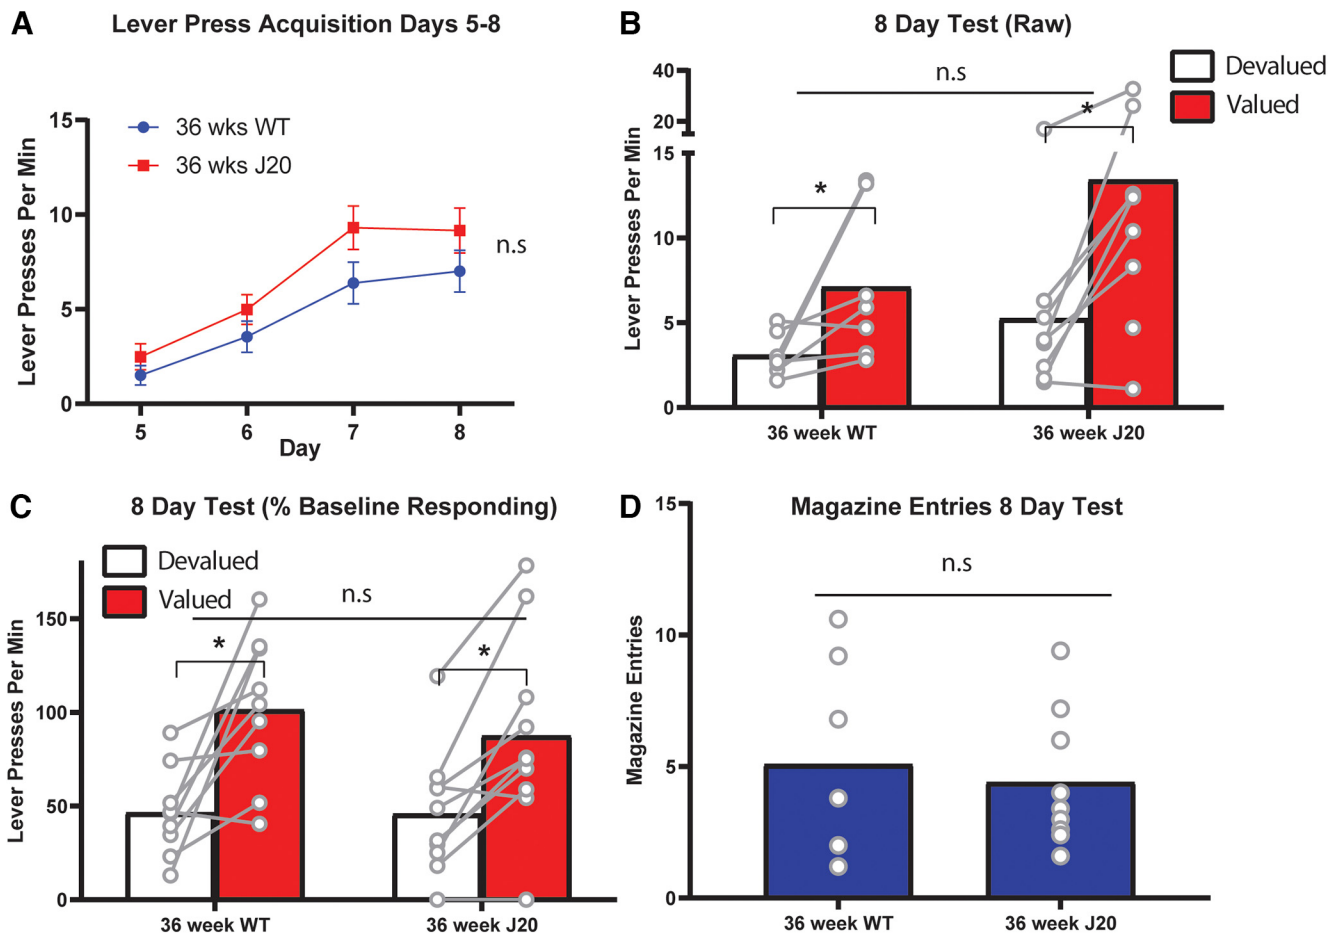 A
Lever Press Acquisition Days 5-8
36 wks WT
36 wks J20
Lever Presses Per Min
15
10
5
0
n.s
5
6
7
8
Day
B
8 Day Test (Raw)
Devalued
Valued
n.s
*
*
Lever Presses Per Min
40
20
15
10
5
0
36 week WT
36 week J20
C
8 Day Test (% Baseline Responding)
Devalued
Valued
n.s
*
*
Lever Presses Per Min
150
100
50
0
36 week WT
36 week J20
D
Magazine Entries 8 Day Test
n.s
Magazine Entries
15
10
5
0
36 week WT
36 week J20